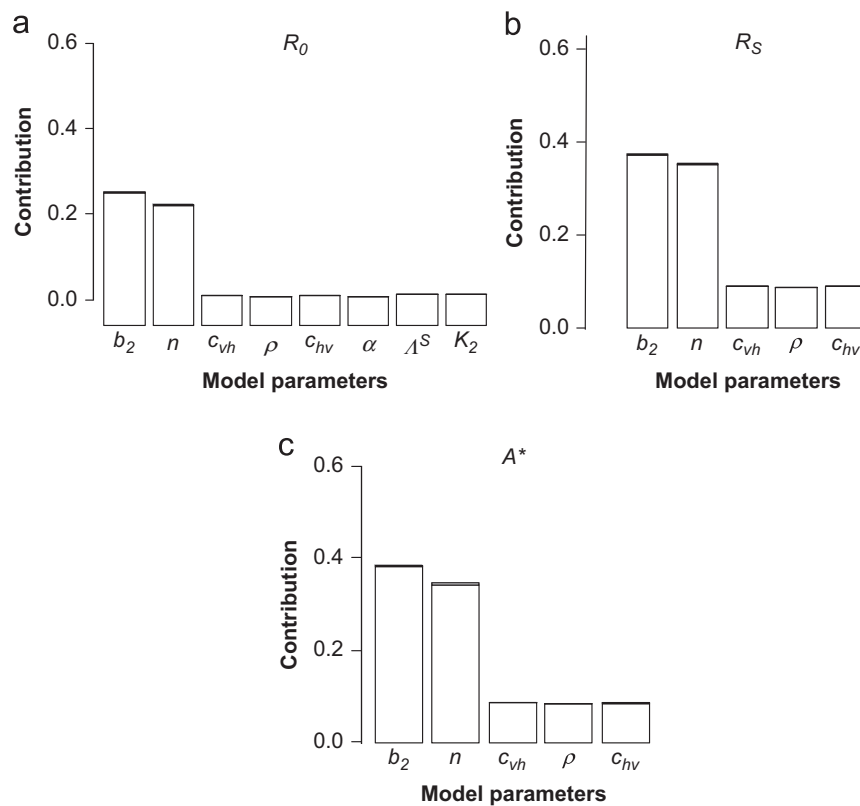 a
R0
0.6
0.4
0.2
0.0
Contribution
b2 n cvh ρ chv α ΛS K2
Model parameters
b
RS
0.6
0.4
0.2
0.0
Contribution
b2 n cvh ρ chv
Model parameters
c
A*
0.6
0.4
0.2
0.0
Contribution
b2 n cvh ρ chv
Model parameters